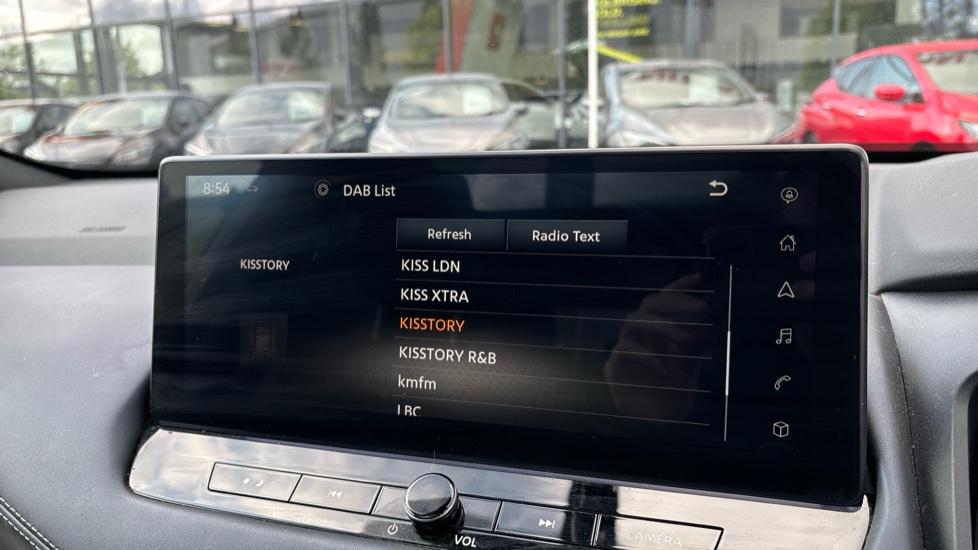 8:54 DAB List
Refresh Radio Text
KISSTORY
KISS LDN
KISS XTRA
KISSTORY
KISSTORY R&B
kmfm
LBC
VOL
CAMERA